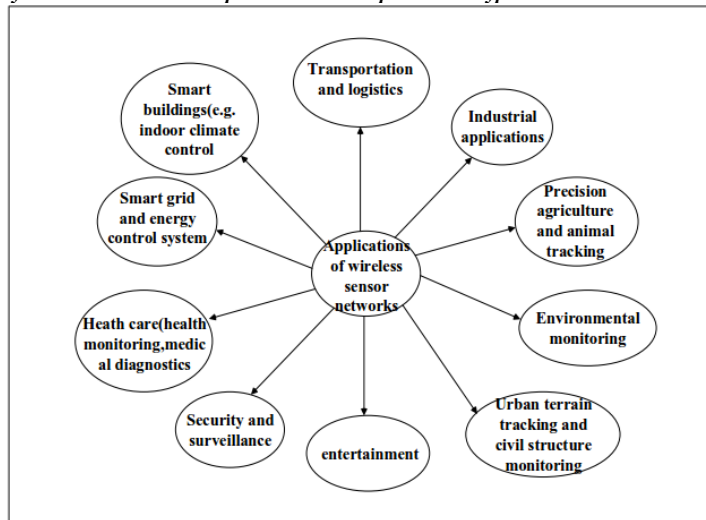 Transportation
and logistics
Smart
buildings(e.g.
indoor climate
control
Industrial
applications
Smart grid
and energy
control system
Precision
agriculture
and animal
tracking
Applications
of wireless
sensor
networks
Heath care(health
monitoring,medic
al diagnostics
Environmental
monitoring
Security and
surveillance
entertainment
Urban terrain
tracking and
civil structure
monitoring